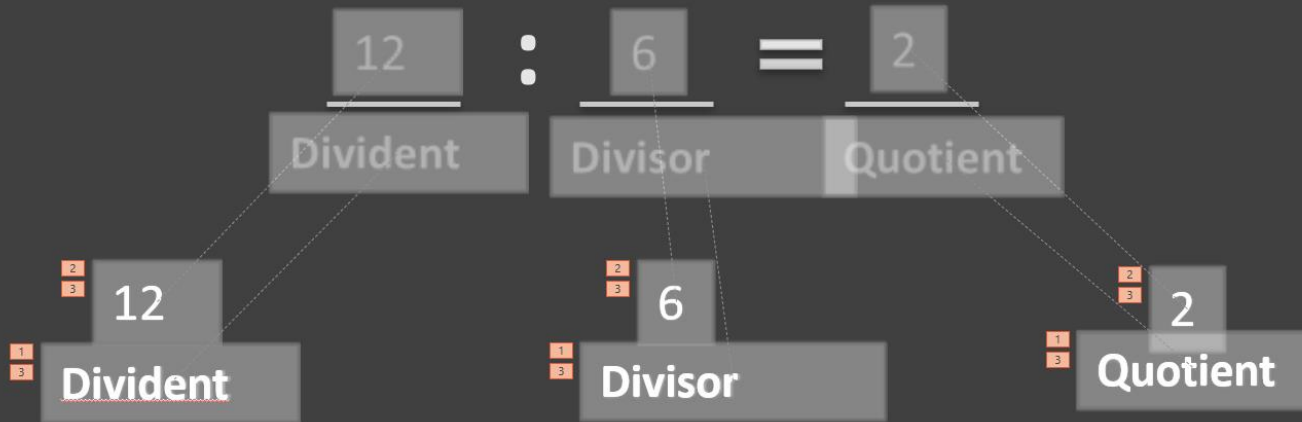 12 : 6 = 2
Divident Divisor Quotient
2 2 2
3 12 3 6 3 2
1 1 1
3 Divident 3 Divisor 3 Quotient